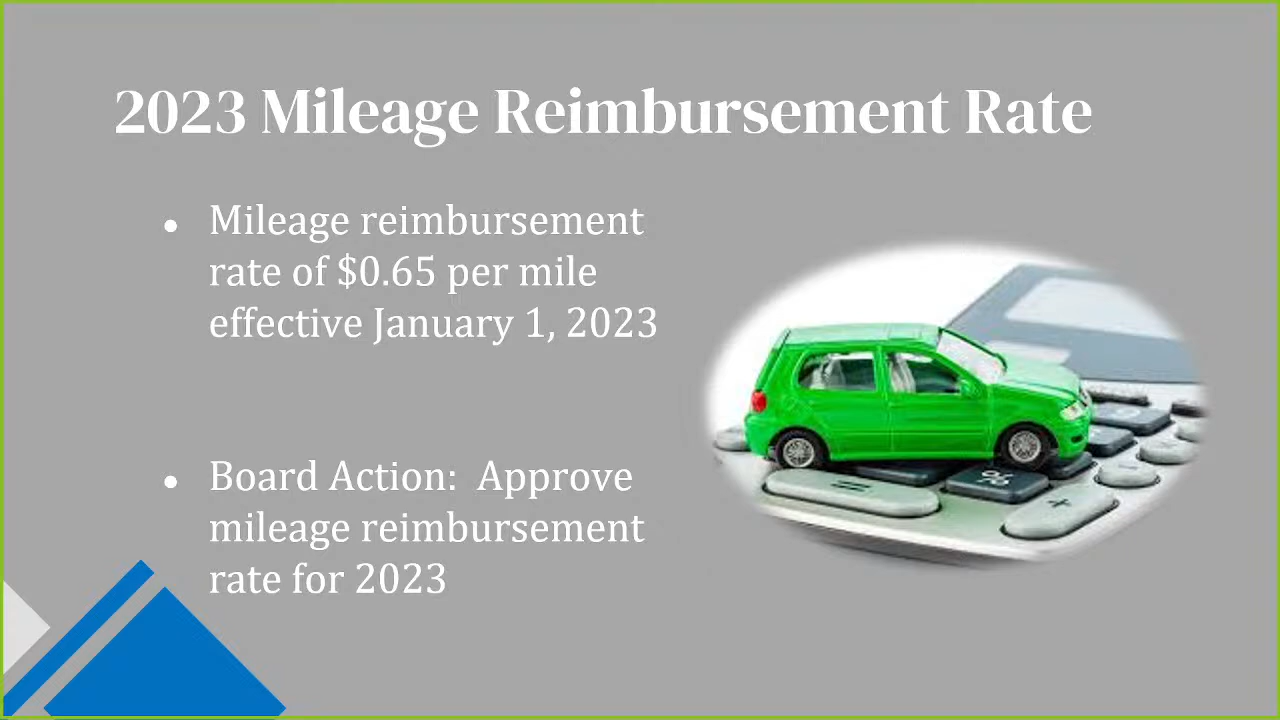 2023 Mileage Reimbursement Rate
● Mileage reimbursement
rate of $0.65 per mile
effective January 1, 2023
● Board Action:  Approve
mileage reimbursement
rate for 2023
=
%
+